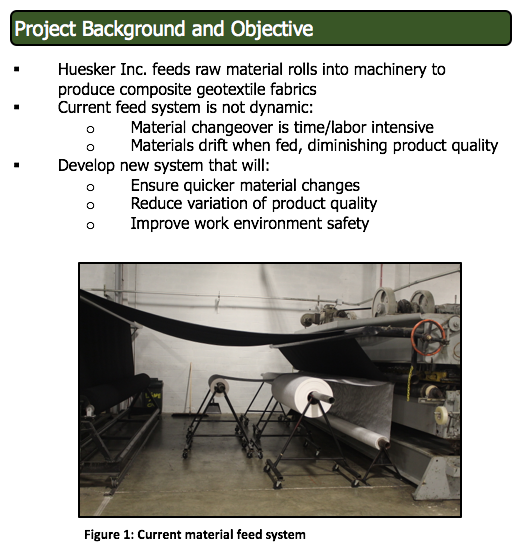 Project Background and Objective
▪ Huesker Inc. feeds raw material rolls into machinery to
produce composite geotextile fabrics
▪ Current feed system is not dynamic:
o Material changeover is time/labor intensive
o Materials drift when fed, diminishing product quality
▪ Develop new system that will:
o Ensure quicker material changes
o Reduce variation of product quality
o Improve work environment safety
Figure 1: Current material feed system